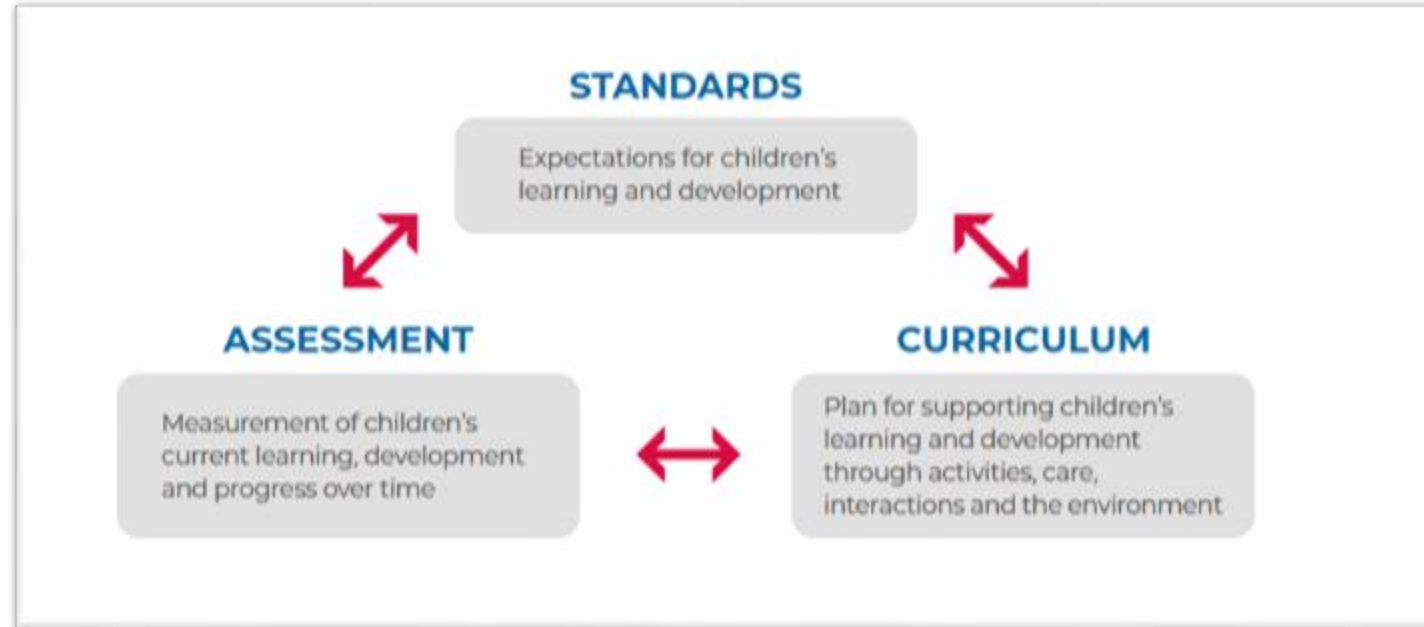 STANDARDS
Expectations for children's
learning and development
ASSESSMENT
Measurement of children's
current learning, development
and progress over time
CURRICULUM
Plan for supporting children's
learning and development
through activities, care,
interactions and the environment